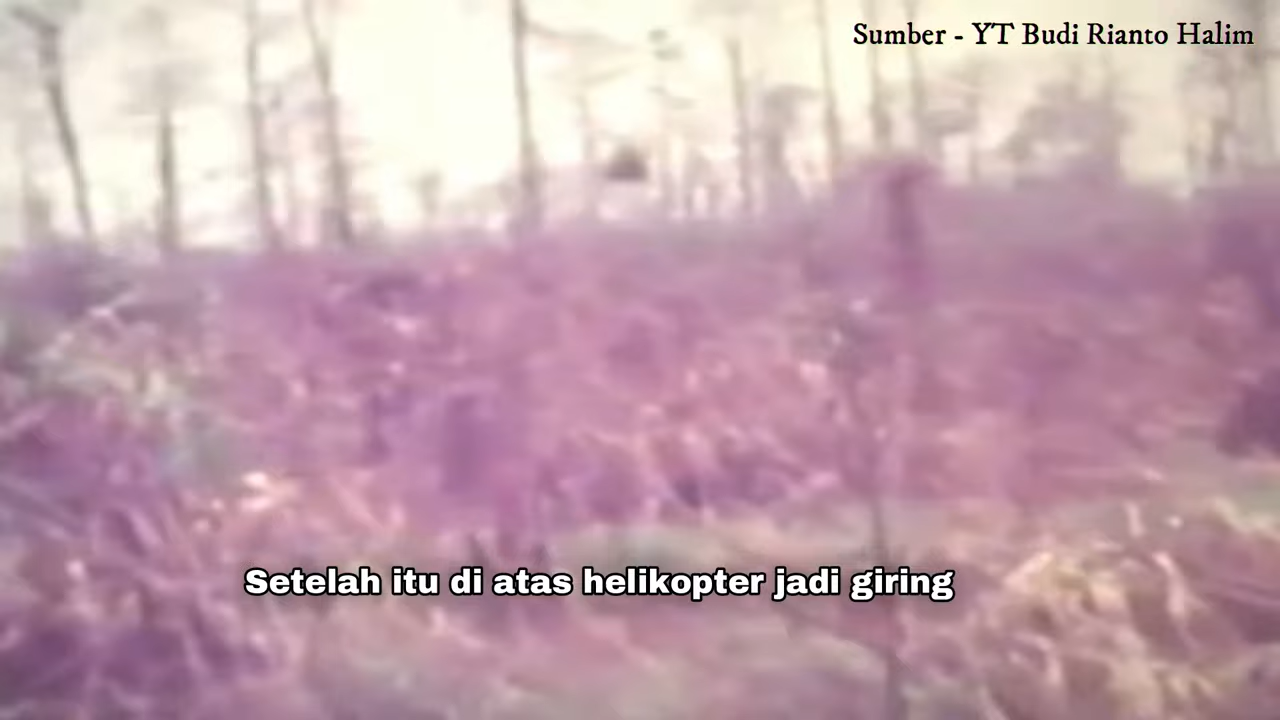 Sumber - YT Budi Rianto Halim
Setelah itu di atas helikopter jadi giring